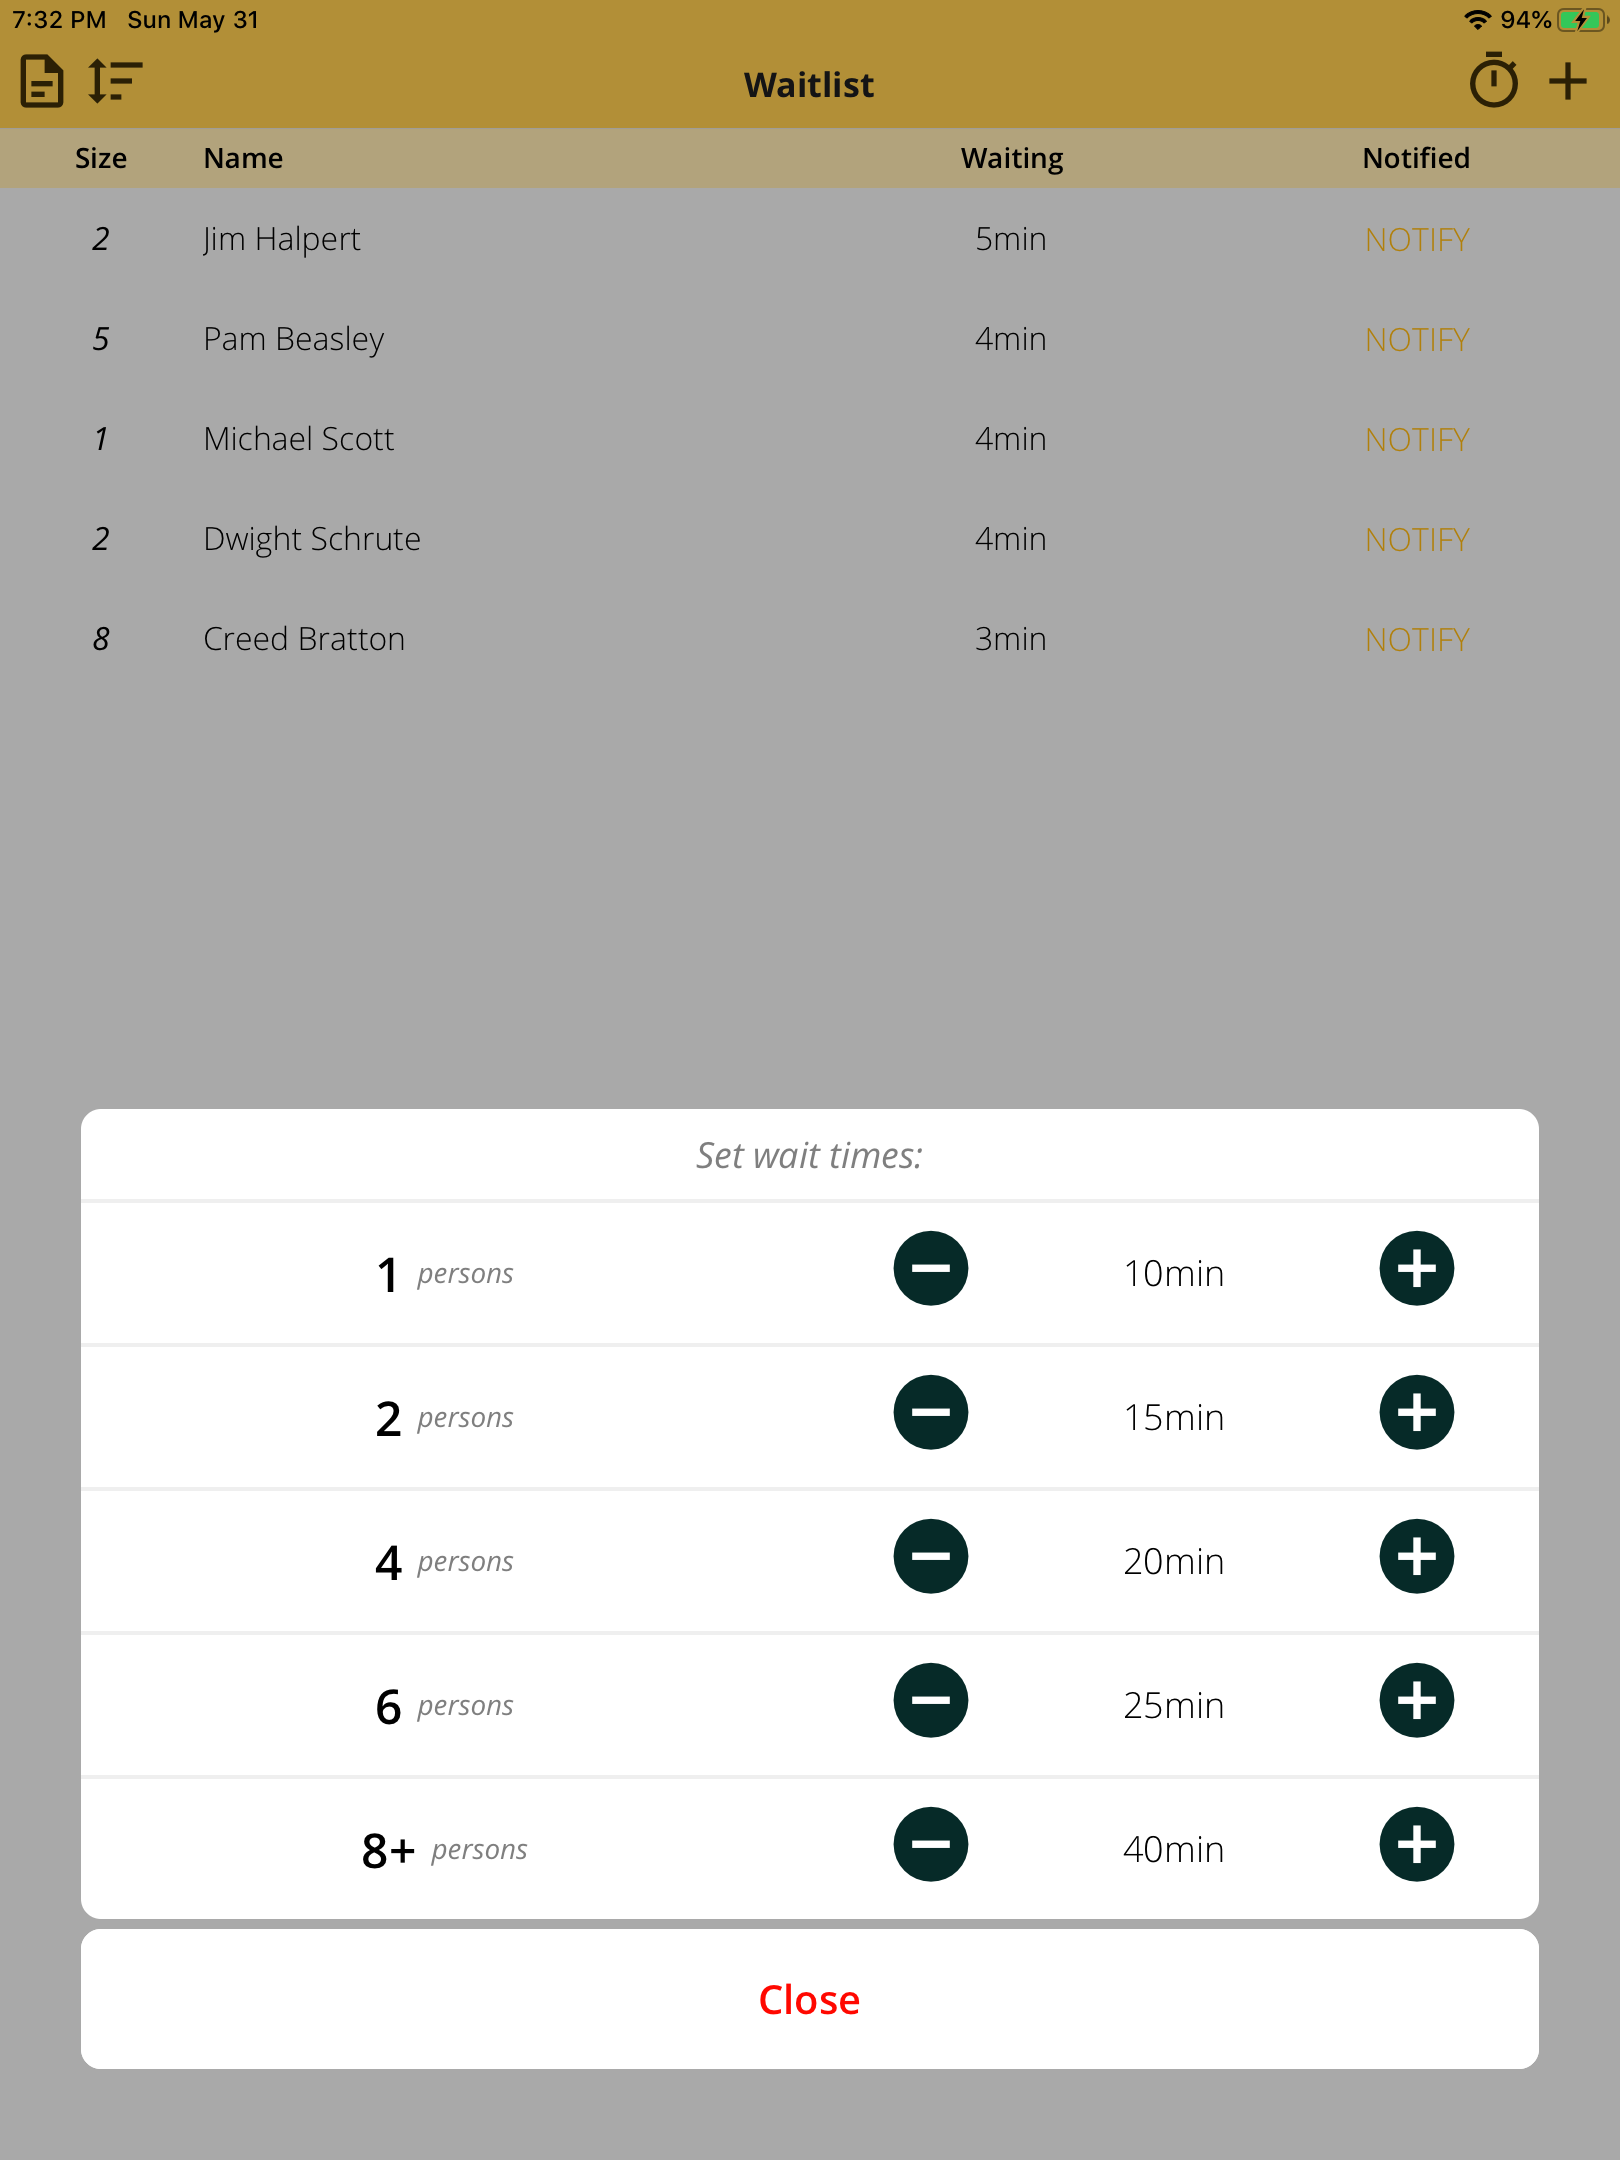 7:32 PM Sun May 31 94%
Waitlist
Size Name Waiting Notified
2 Jim Halpert 5min NOTIFY
5 Pam Beasley 4min NOTIFY
1 Michael Scott 4min NOTIFY
2 Dwight Schrute 4min NOTIFY
8 Creed Bratton 3min NOTIFY
Set wait times:
1 persons 10min
2 persons 15min
4 persons 20min
6 persons 25min
8+ persons 40min
Close